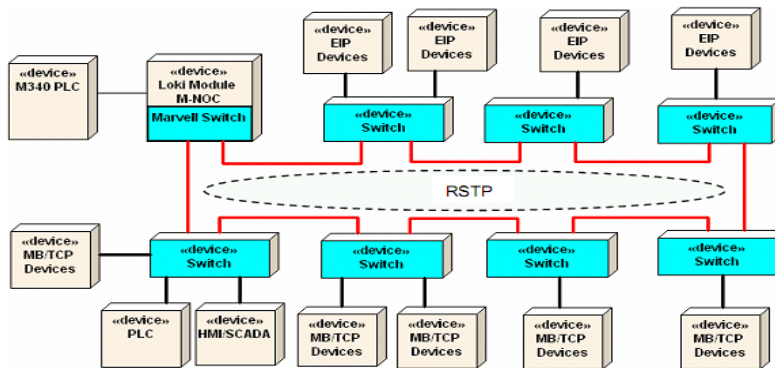 «device»
EIP
Devices
«device»
EIP
Devices
«device»
EIP
Devices
«device»
EIP
Devices
«device»
M340 PLC
«device»
Loki Module
M-NOC
Marvell Switch
«device»
Switch
«device»
Switch
«device»
Switch
RSTP
«device»
MB/TCP
Devices
«device»
Switch
«device»
Switch
«device»
Switch
«device»
Switch
«device»
PLC
«device»
HMI/SCADA
«device»
MB/TCP
Devices
«device»
MB/TCP
Devices
«device»
MB/TCP
Devices
«device»
MB/TCP
Devices